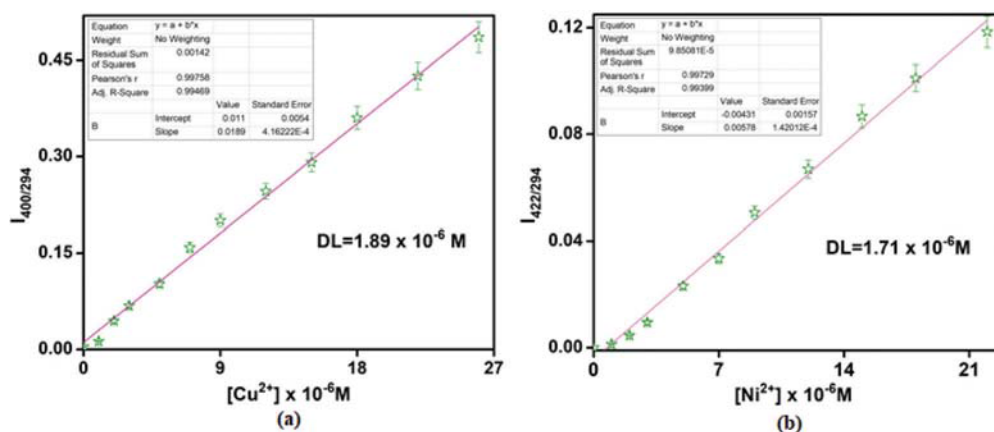 Equation y = a + b*x
Weight No Weighting
Residual Sum of Squares 0.00142
Pearson's r 0.99758
Adj. R-Square 0.99469
Value Standard Error
B Intercept 0.011 0.0054
Slope 0.0189 4.16222E-4
0.45
0.30
0.15
0.00
I400/294
DL=1.89 x 10-6 M
0 9 18 27
[Cu2+] x 10-6M
(a)
Equation y = a + b*x
Weight No Weighting
Residual Sum of Squares 9.85081E-5
Pearson's r 0.99729
Adj. R-Square 0.99399
Value Standard Error
B Intercept -0.00431 0.00157
Slope 0.00578 1.42012E-4
0.12
0.08
0.04
0.00
I422/294
DL=1.71 x 10-6M
0 7 14 21
[Ni2+] x 10-6M
(b)